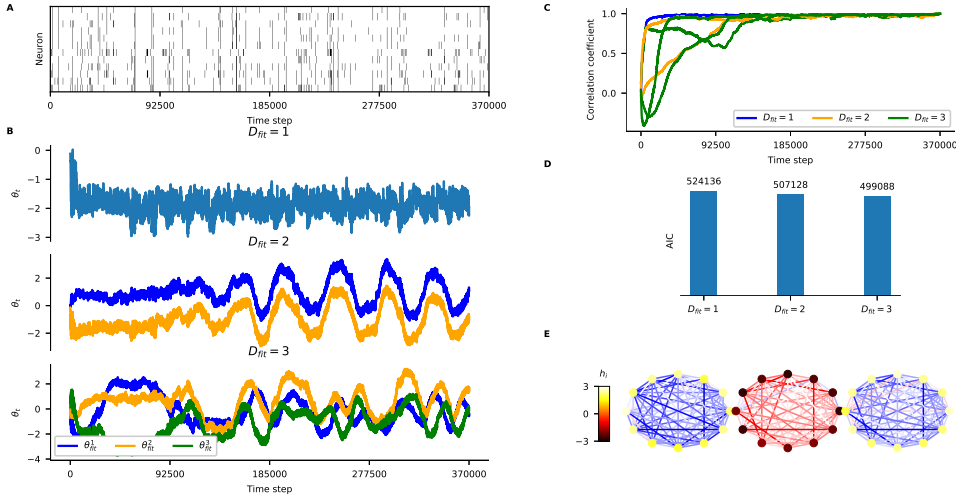 A
Neuron
0 92500 185000 277500 370000
Time step
B
D_fit = 1
0
−1
−2
−3
θ_t
D_fit = 2
2
0
−2
θ_t
D_fit = 3
2
0
−2
−4
θ_t
θ^1_fit θ^2_fit θ^3_fit
0 92500 185000 277500 370000
Time step
C
1.0
0.5
0.0
Correlation coefficient
D_fit = 1 D_fit = 2 D_fit = 3
0 92500 185000 277500 370000
Time step
D
524136 507128 499088
AIC
D_fit = 1 D_fit = 2 D_fit = 3
E
h_i
3
0
−3